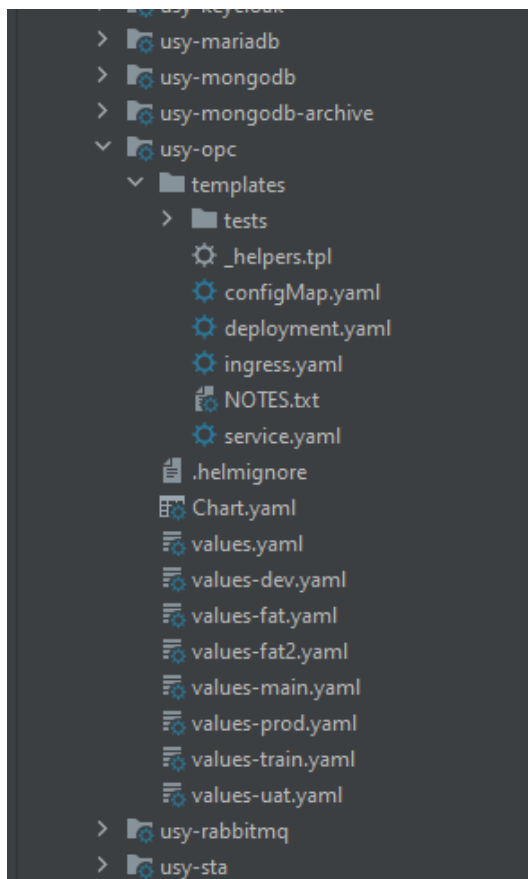 usy-keycloak
usy-mariadb
usy-mongodb
usy-mongodb-archive
usy-opc
templates
tests
_helpers.tpl
configMap.yaml
deployment.yaml
ingress.yaml
NOTES.txt
service.yaml
.helmignore
Chart.yaml
values.yaml
values-dev.yaml
values-fat.yaml
values-fat2.yaml
values-main.yaml
values-prod.yaml
values-train.yaml
values-uat.yaml
usy-rabbitmq
usy-sta